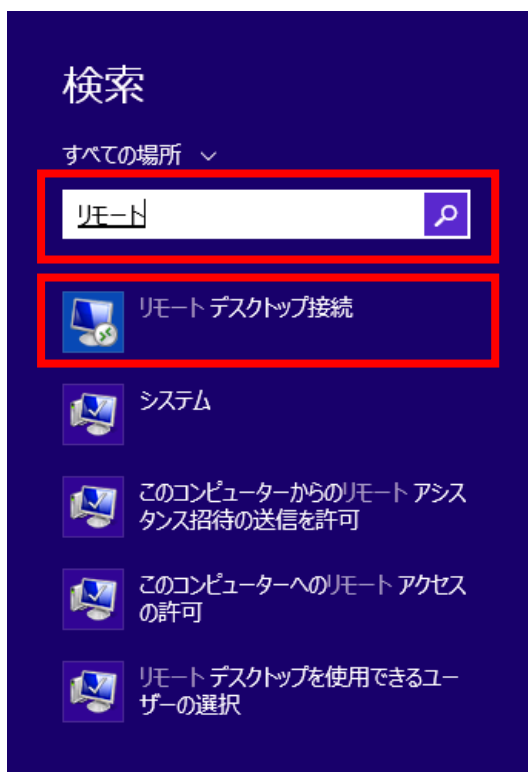 検索
すべての場所
リモート
リモート デスクトップ接続
システム
このコンピューターからのリモート アシス
タンス招待の送信を許可
このコンピューターへのリモート アクセス
の許可
リモート デスクトップを使用できるユー
ザーの選択